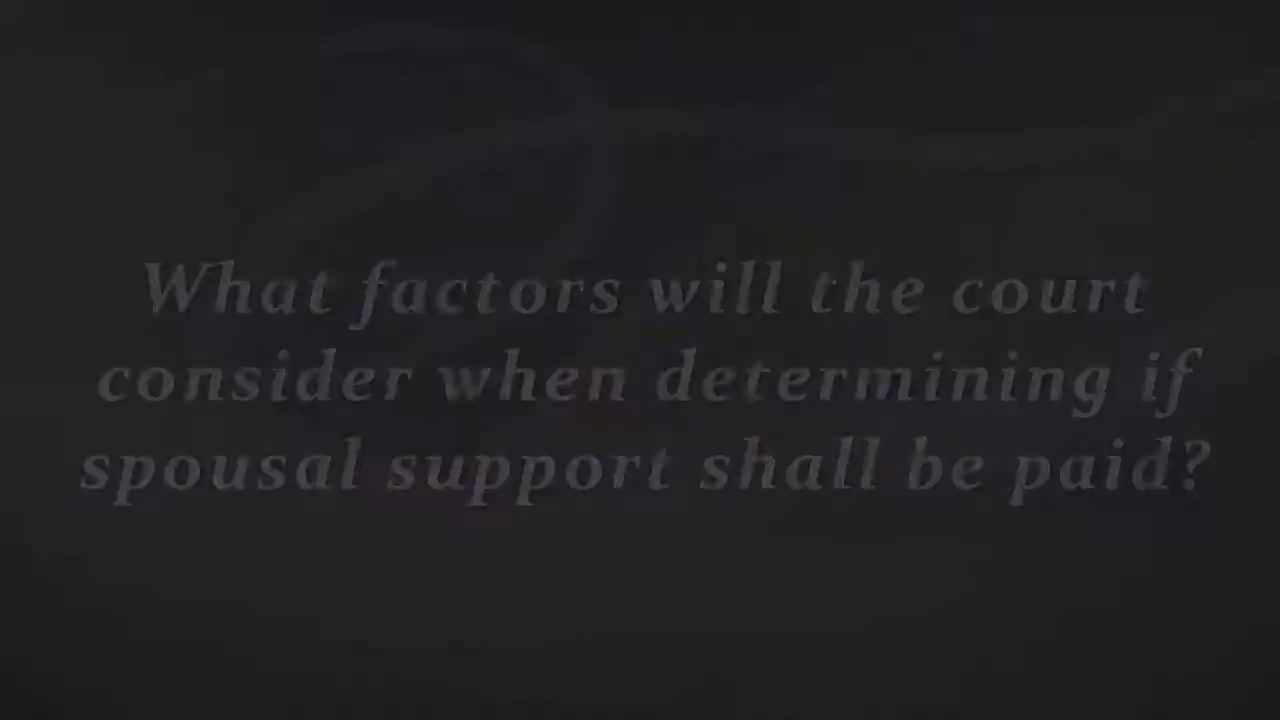 What factors will the court
consider when determining if
spousal support shall be paid?